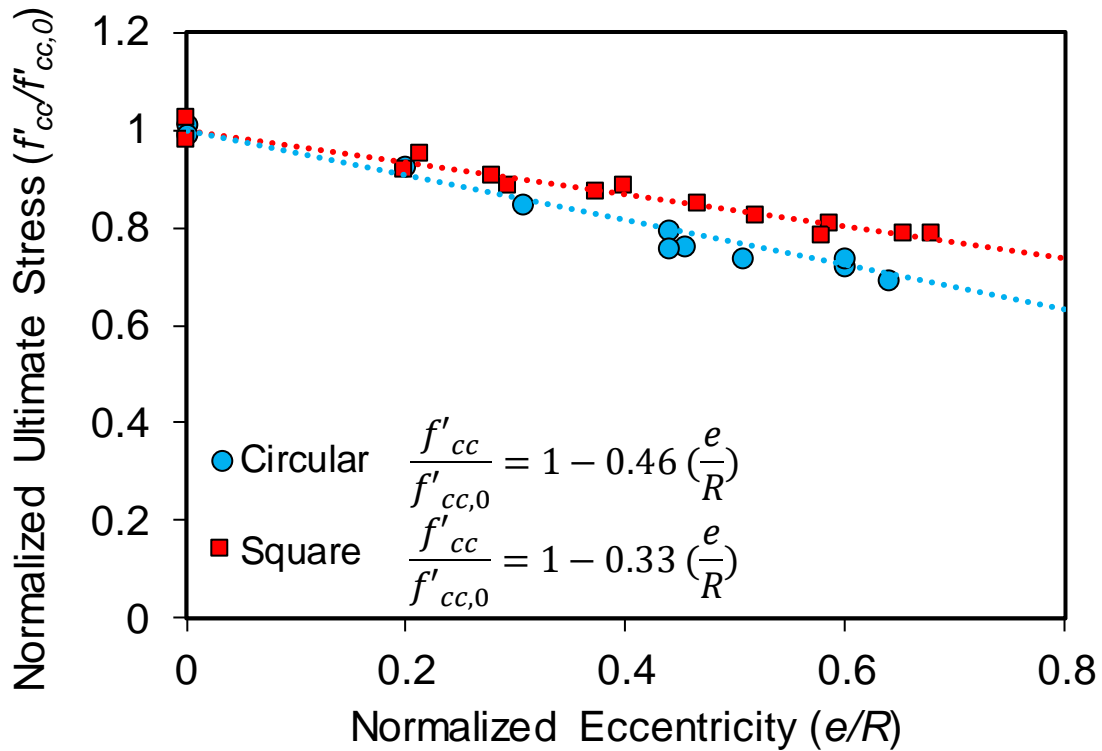 Normalized Ultimate Stress (f'cc/f'cc,0)
1.2
1
0.8
0.6
0.4
0.2
0
Circular f'cc/f'cc,0 = 1 − 0.46 (e/R)
Square f'cc/f'cc,0 = 1 − 0.33 (e/R)
0 0.2 0.4 0.6 0.8
Normalized Eccentricity (e/R)